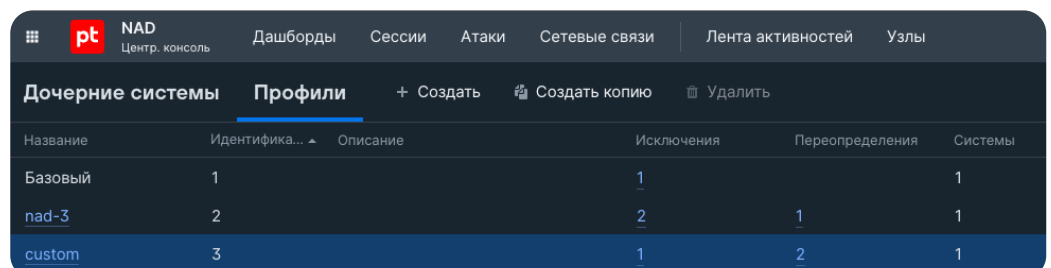 pt NAD Дашборды Сессии Атаки Сетевые связи Лента активностей Узлы
Центр. консоль
Дочерние системы Профили + Создать Создать копию Удалить
Название Идентифика... Описание Исключения Переопределения Системы
Базовый 1 1 1
nad-3 2 2 1 1
custom 3 1 2 1